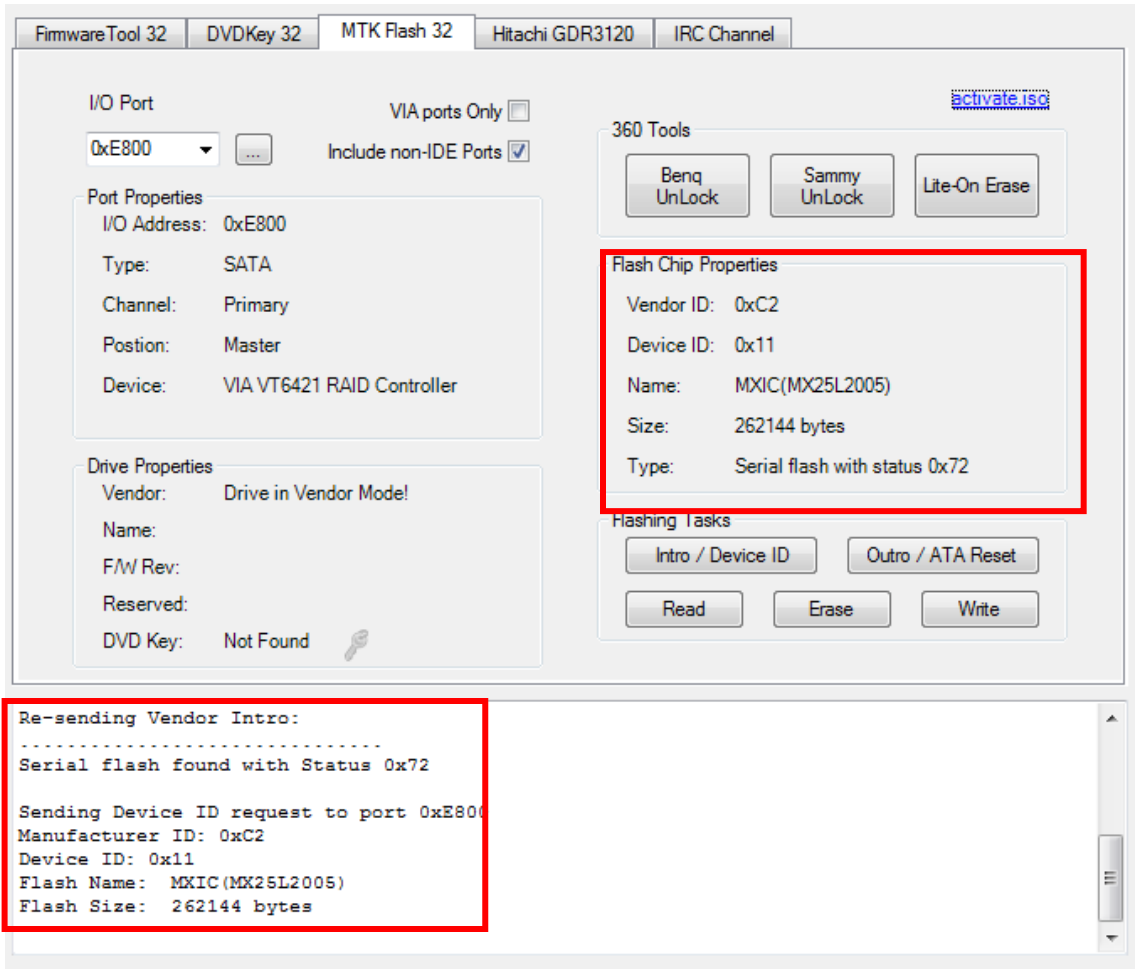 FirmwareTool 32
DVDKey 32
MTK Flash 32
Hitachi GDR3120
IRC Channel
I/O Port
VIA ports Only
activate.iso
0xE800
...
Include non-IDE Ports
Port Properties
I/O Address: 0xE800
Type: SATA
Channel: Primary
Postion: Master
Device: VIA VT6421 RAID Controller
Drive Properties
Vendor: Drive in Vendor Mode!
Name:
F/W Rev:
Reserved:
DVD Key: Not Found
360 Tools
Benq UnLock
Sammy UnLock
Lite-On Erase
Flash Chip Properties
Vendor ID: 0xC2
Device ID: 0x11
Name: MXIC(MX25L2005)
Size: 262144 bytes
Type: Serial flash with status 0x72
Flashing Tasks
Intro / Device ID
Outro / ATA Reset
Read
Erase
Write
Re-sending Vendor Intro:
...............................
Serial flash found with Status 0x72
Sending Device ID request to port 0xE800
Manufacturer ID: 0xC2
Device ID: 0x11
Flash Name: MXIC(MX25L2005)
Flash Size: 262144 bytes